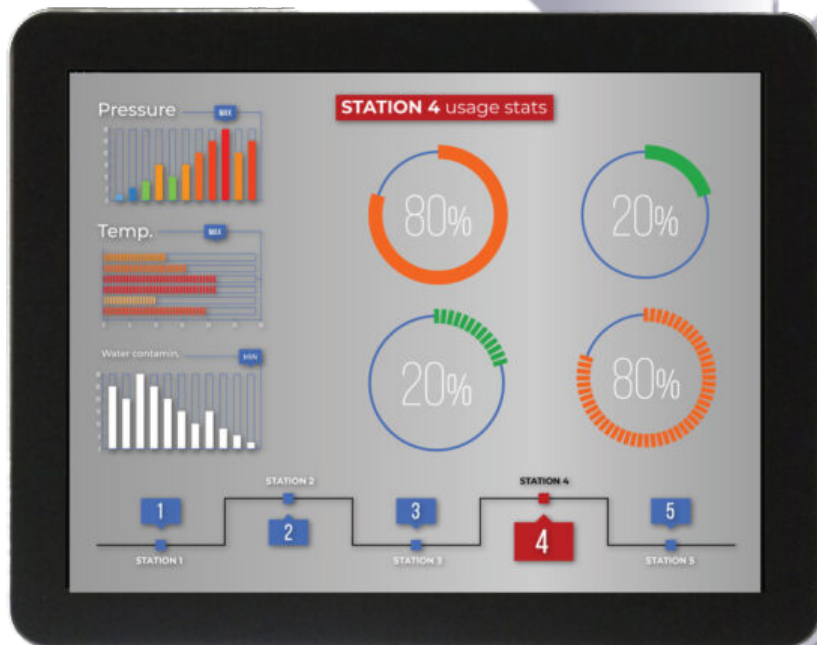 Pressure
MAX
STATION 4 usage stats
80%
20%
Temp.
MAX
Water contamin.
MIN
20%
80%
STATION 2
STATION 4
1
2
3
4
5
STATION 1
STATION 3
STATION 5